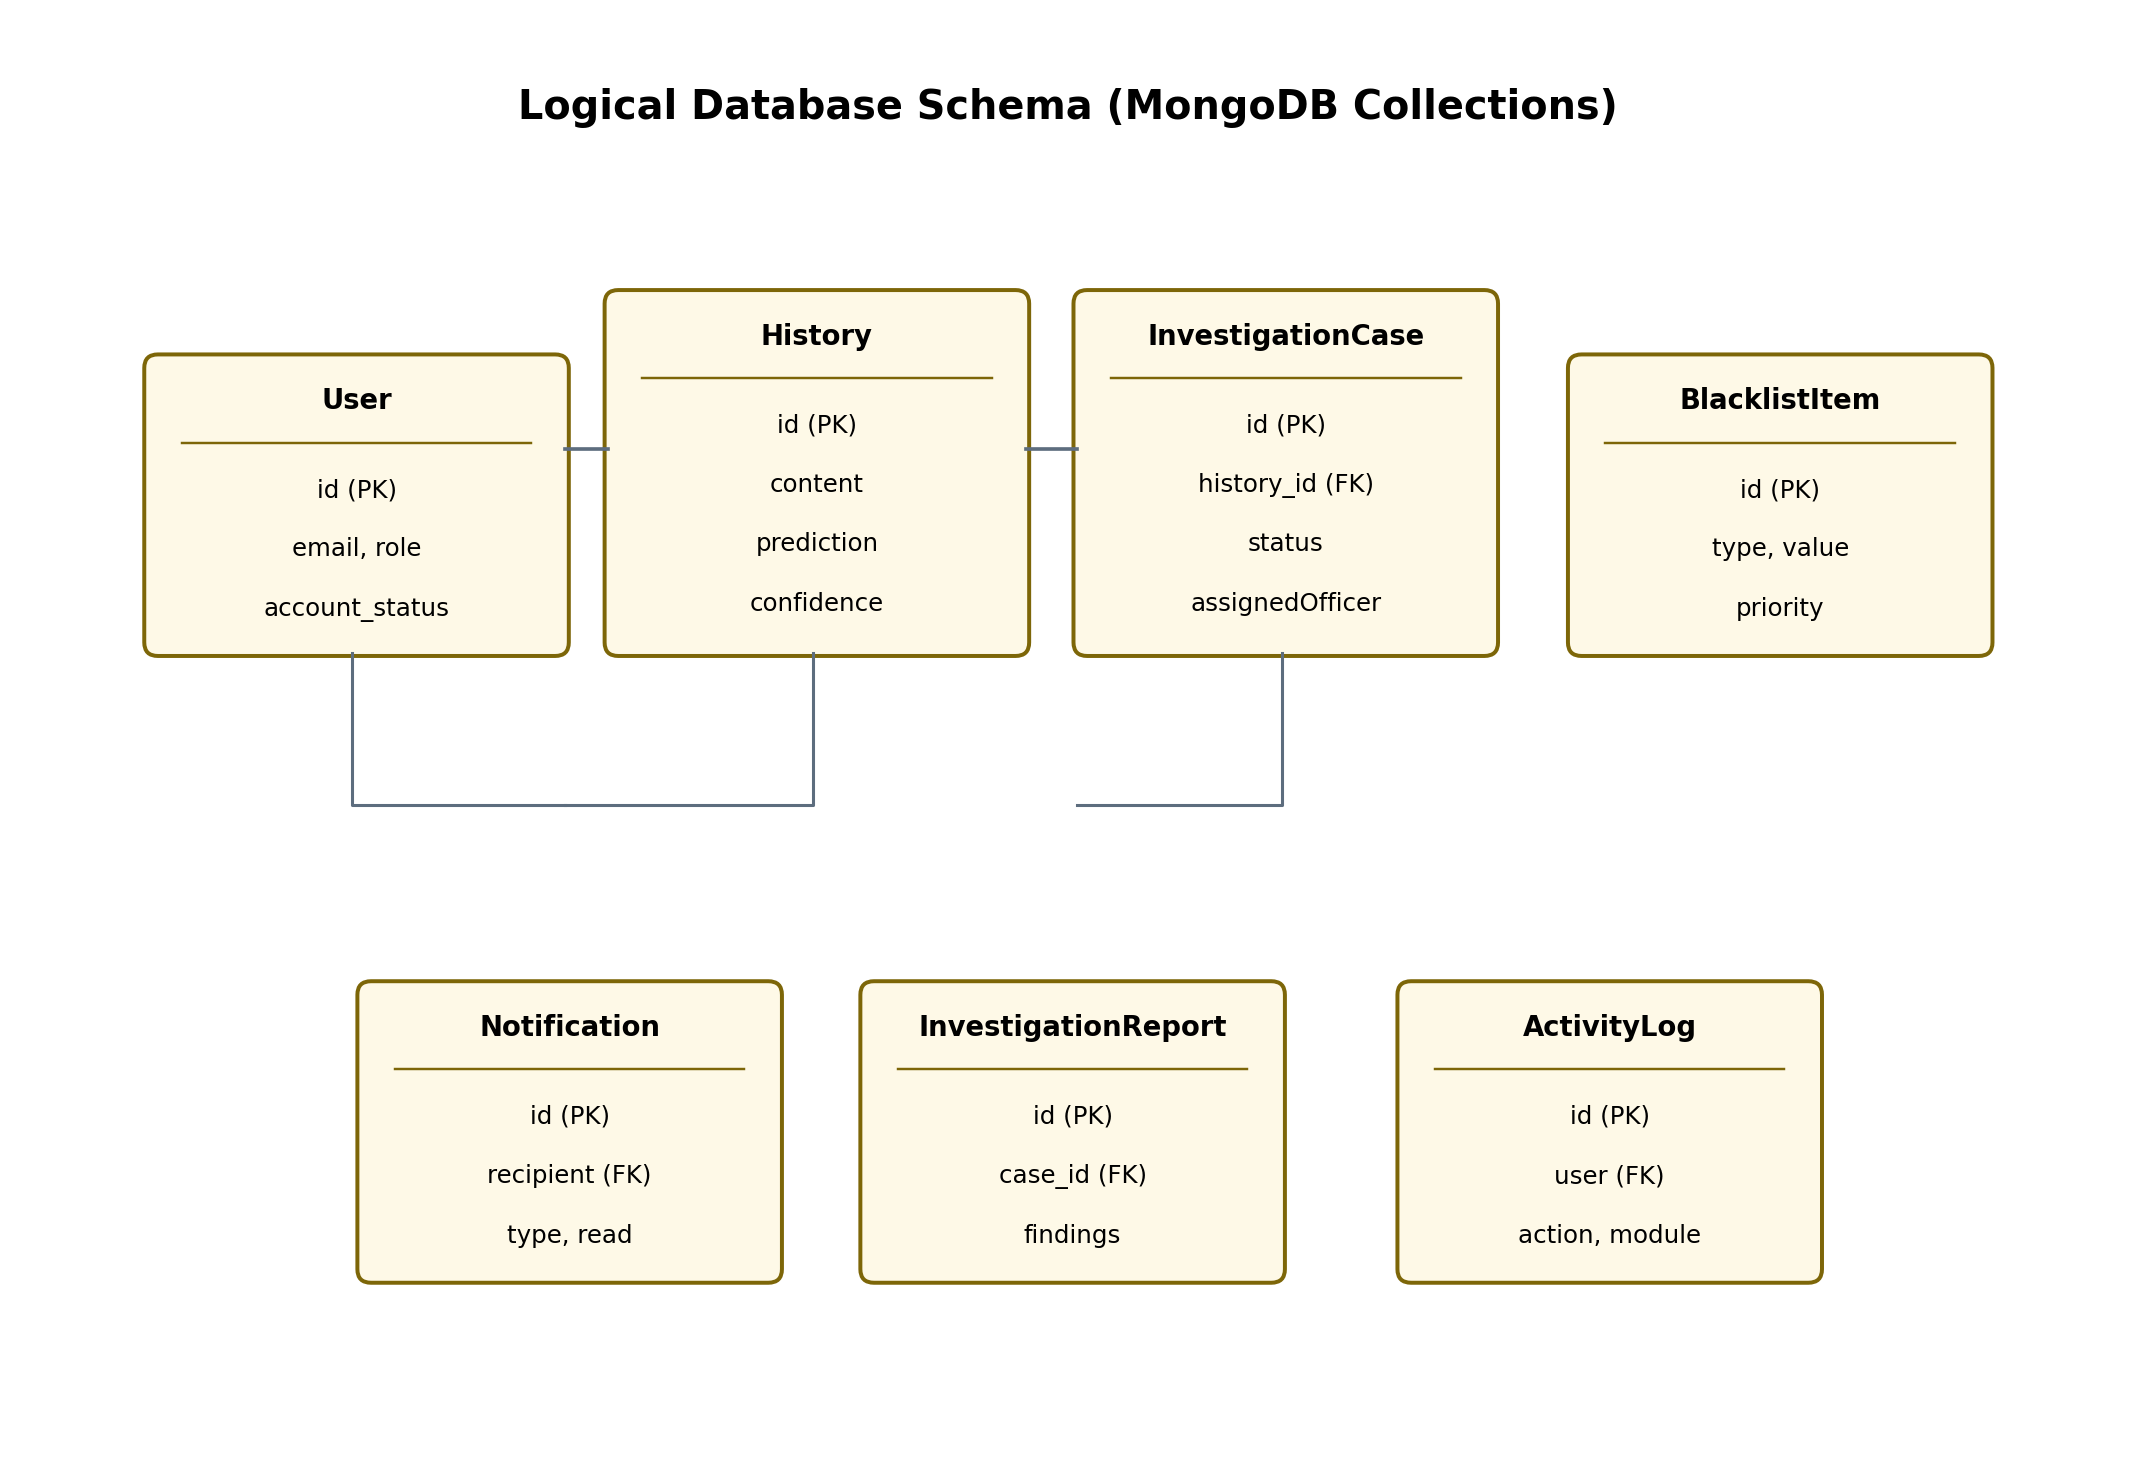 Logical Database Schema (MongoDB Collections)
User
id (PK)
email, role
account_status
History
id (PK)
content
prediction
confidence
InvestigationCase
id (PK)
history_id (FK)
status
assignedOfficer
BlacklistItem
id (PK)
type, value
priority
Notification
id (PK)
recipient (FK)
type, read
InvestigationReport
id (PK)
case_id (FK)
findings
ActivityLog
id (PK)
user (FK)
action, module